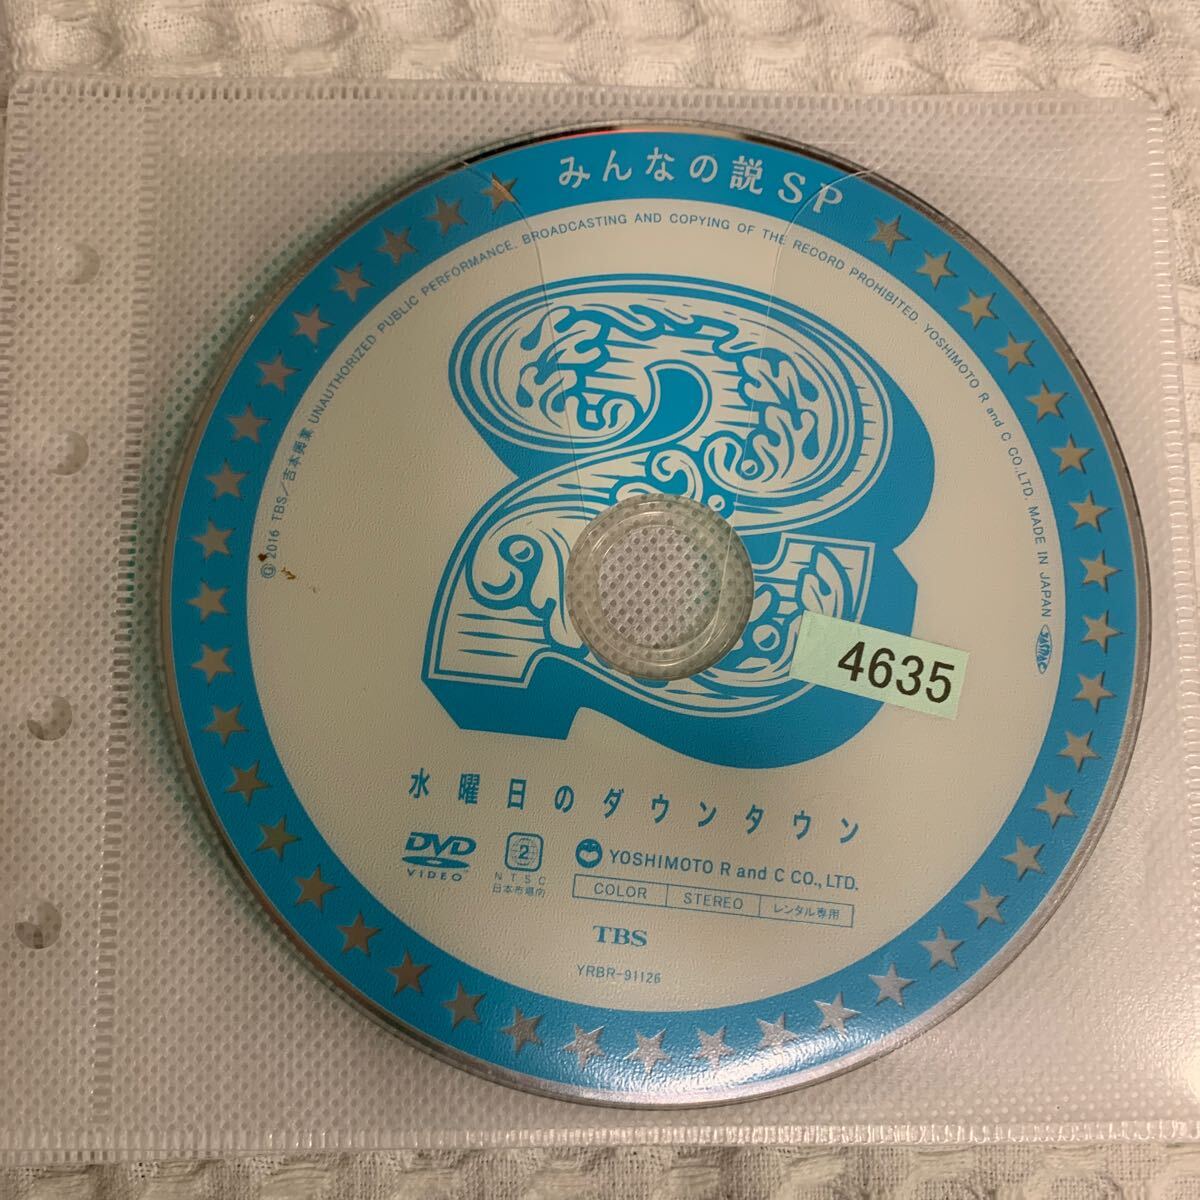 みんなの説SP
Ⓒ 2016 TBS／吉本興業 UNAUTHORIZED PUBLIC PERFORMANCE. BROADCASTING AND COPYING OF THE RECORD PROHIBITED. YOSHIMOTO R and C CO.,LTD. MADE IN JAPAN JASRAC
2
4635
水曜日のダウンタウン
DVD VIDEO
2
NTSC
日本市場向
YOSHIMOTO R and C CO., LTD.
COLOR STEREO レンタル専用
TBS
YRBR-91126